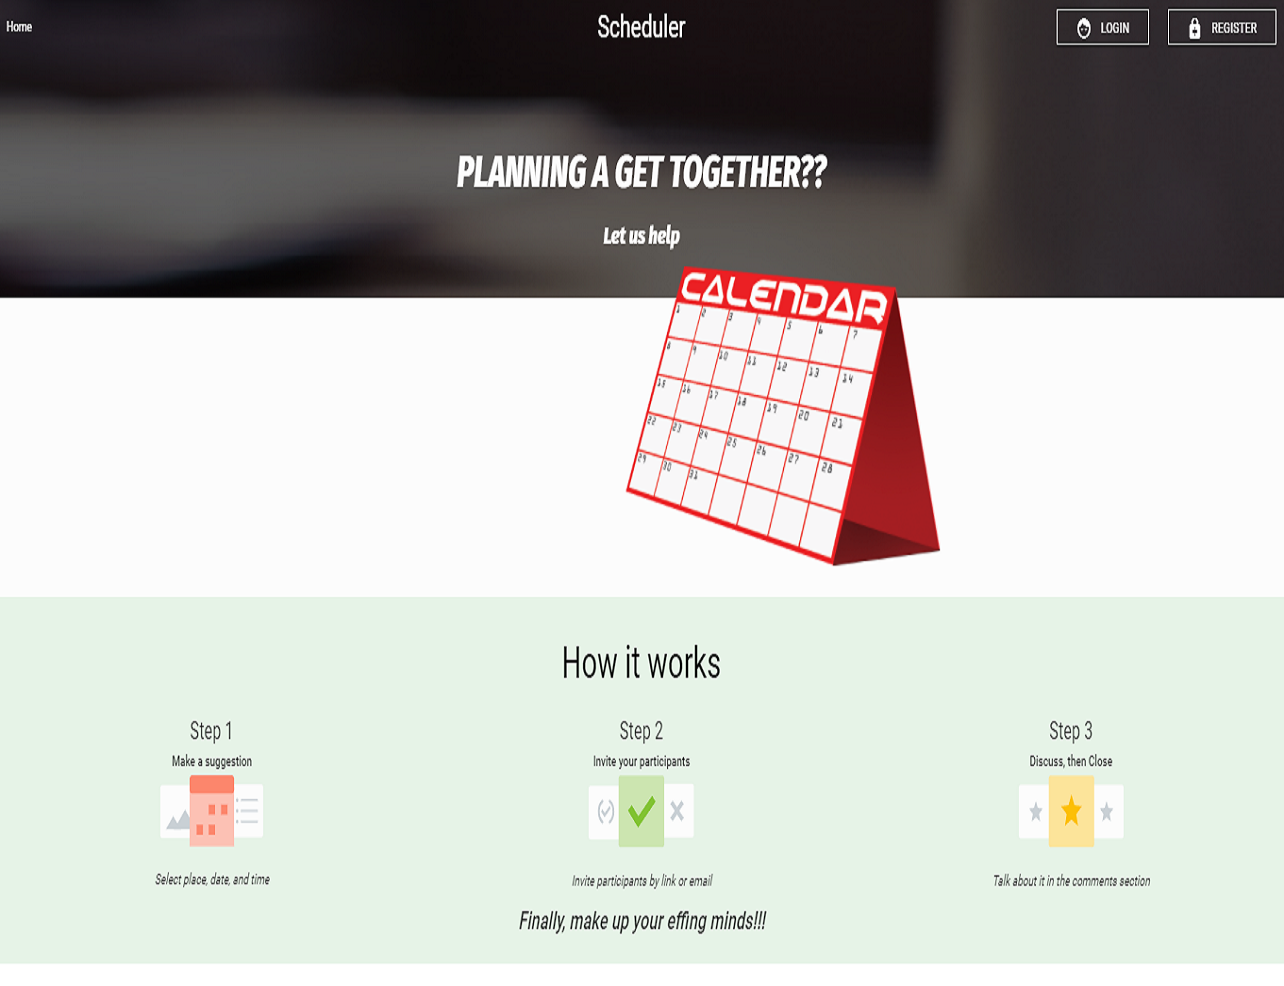 Home
Scheduler
LOGIN
REGISTER
PLANNING A GET TOGETHER??
Let us help
CALENDAR
1 2 3 4 5 6 7
8 9 10 11 12 13 14
15 16 17 18 19 20 21
22 23 24 25 26 27 28
29 30 31
How it works
Step 1
Make a suggestion
Select place, date, and time
Step 2
Invite your participants
Invite participants by link or email
Step 3
Discuss, then Close
Talk about it in the comments section
Finally, make up your effing minds!!!